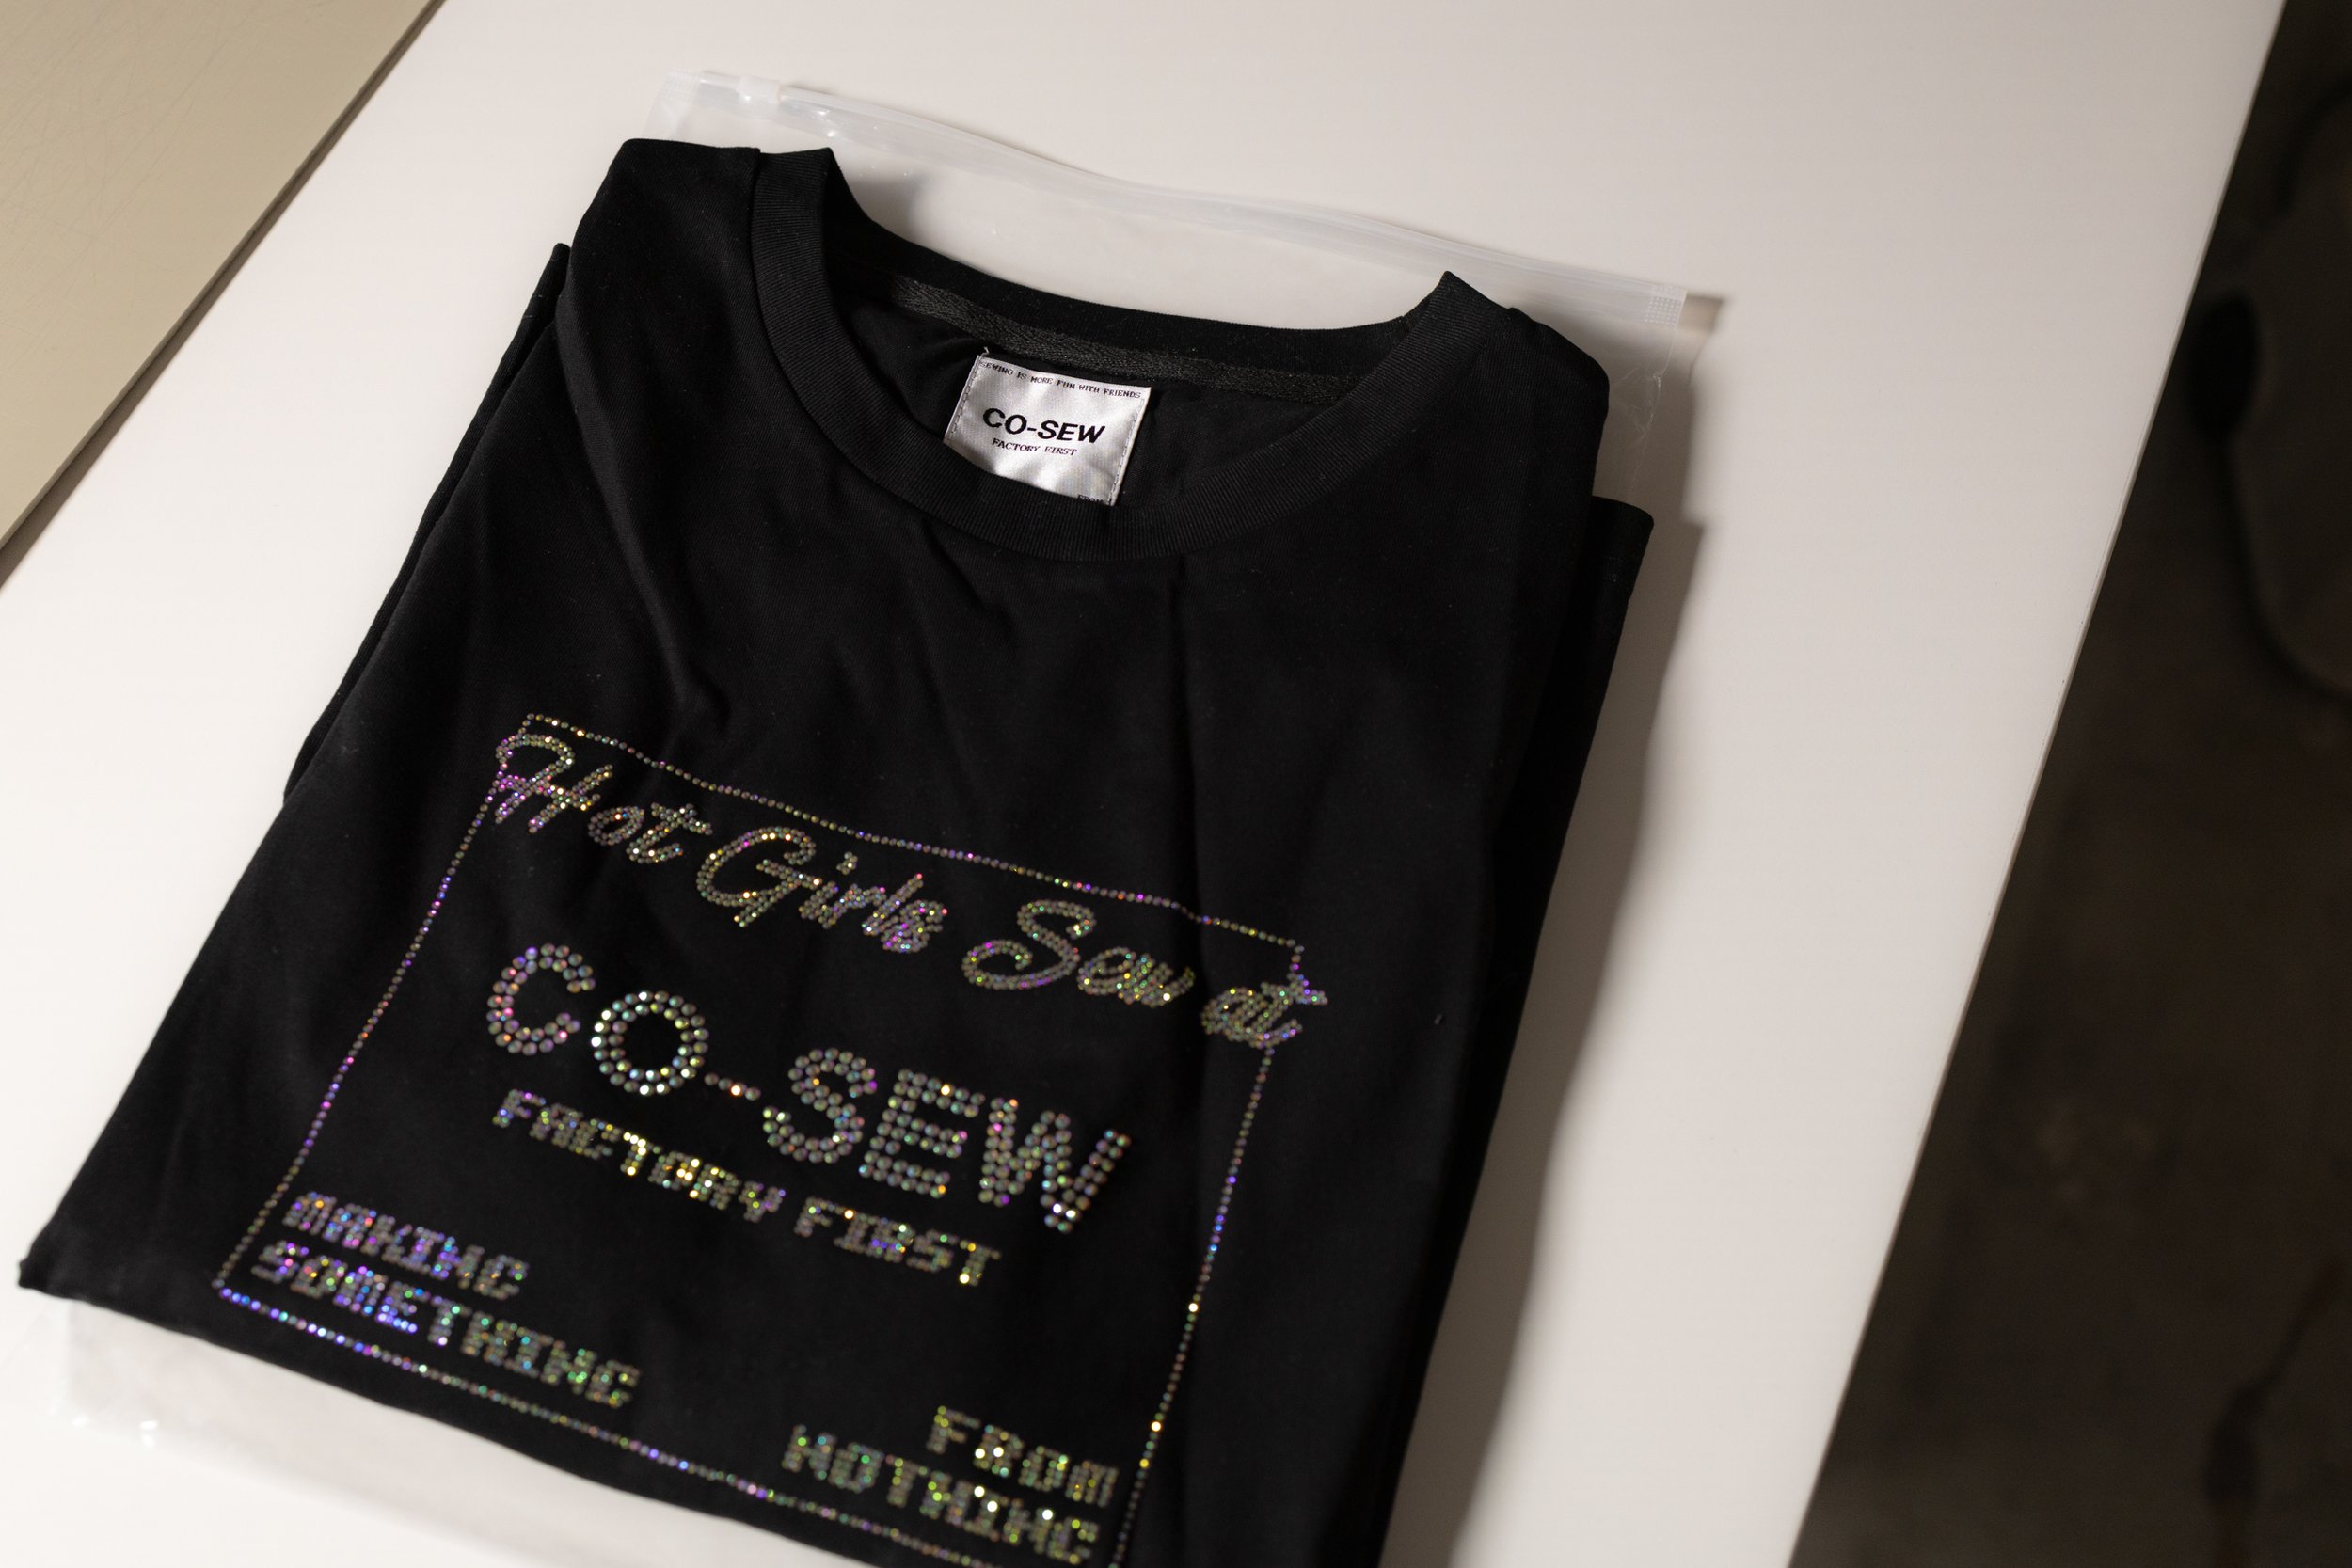 SEWING IS MORE FUN WITH FRIENDS
CO-SEW
FACTORY FIRST
FROM
Hot Girls Sew at
CO-SEW
FACTORY FIRST
MAKING
SOMETHING
FROM
NOTHING